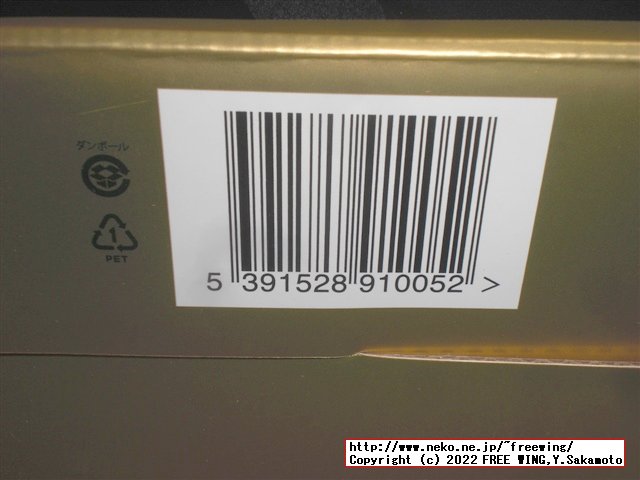 ダンボール
1
PET
5 391528 910052 >
http://www.neko.ne.jp/~freewing/
Copyright (c) 2022 FREE WING,Y.Sakamoto